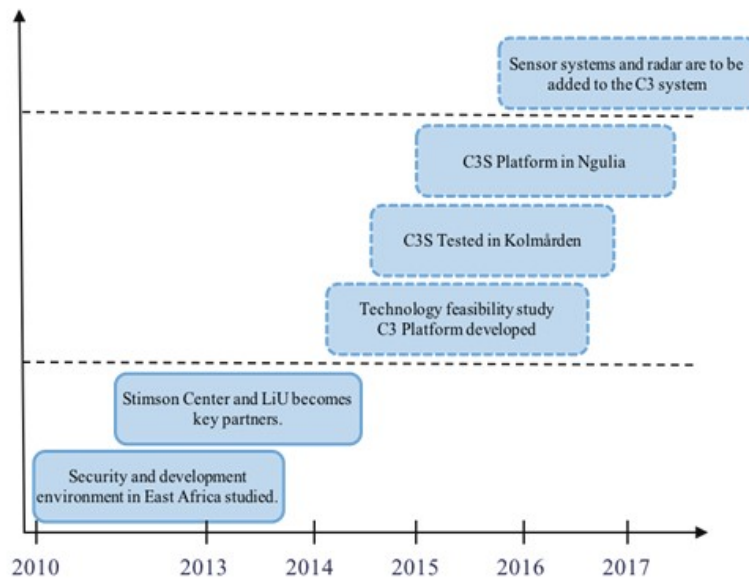 Sensor systems and radar are to be
added to the C3 system
C3S Platform in Ngulia
C3S Tested in Kolmården
Technology feasibility study
C3 Platform developed
Stimson Center and LiU becomes
key partners.
Security and development
environment in East Africa studied.
2010 2013 2014 2015 2016 2017